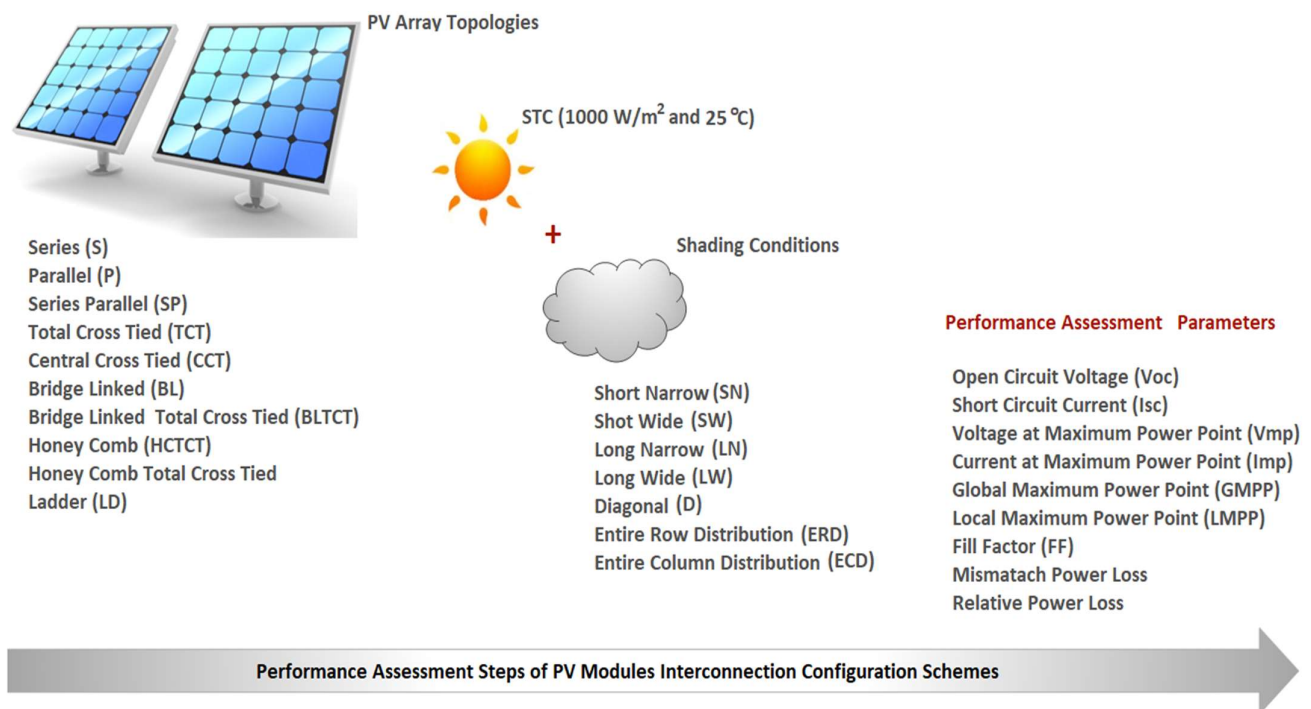 PV Array Topologies
STC (1000 W/m² and 25 °C)
+
Shading Conditions
Series (S)
Parallel (P)
Series Parallel (SP)
Total Cross Tied (TCT)
Central Cross Tied (CCT)
Bridge Linked (BL)
Bridge Linked Total Cross Tied (BLTCT)
Honey Comb (HCTCT)
Honey Comb Total Cross Tied
Ladder (LD)
Short Narrow (SN)
Shot Wide (SW)
Long Narrow (LN)
Long Wide (LW)
Diagonal (D)
Entire Row Distribution (ERD)
Entire Column Distribution (ECD)
Performance Assessment Parameters
Open Circuit Voltage (Voc)
Short Circuit Current (Isc)
Voltage at Maximum Power Point (Vmp)
Current at Maximum Power Point (Imp)
Global Maximum Power Point (GMPP)
Local Maximum Power Point (LMPP)
Fill Factor (FF)
Mismatach Power Loss
Relative Power Loss
Performance Assessment Steps of PV Modules Interconnection Configuration Schemes